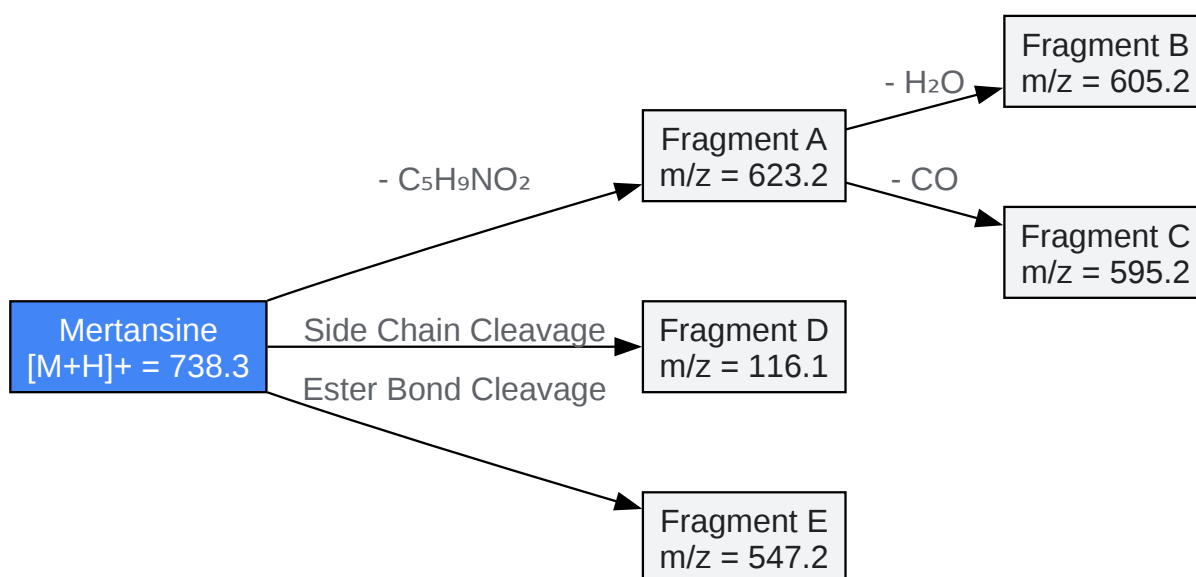 Fragment B
m/z = 605.2
- H₂O
Fragment A
m/z = 623.2
- C₅H₉NO₂
- CO
Fragment C
m/z = 595.2
Mertansine
[M+H]+ = 738.3
Side Chain Cleavage
Fragment D
m/z = 116.1
Ester Bond Cleavage
Fragment E
m/z = 547.2